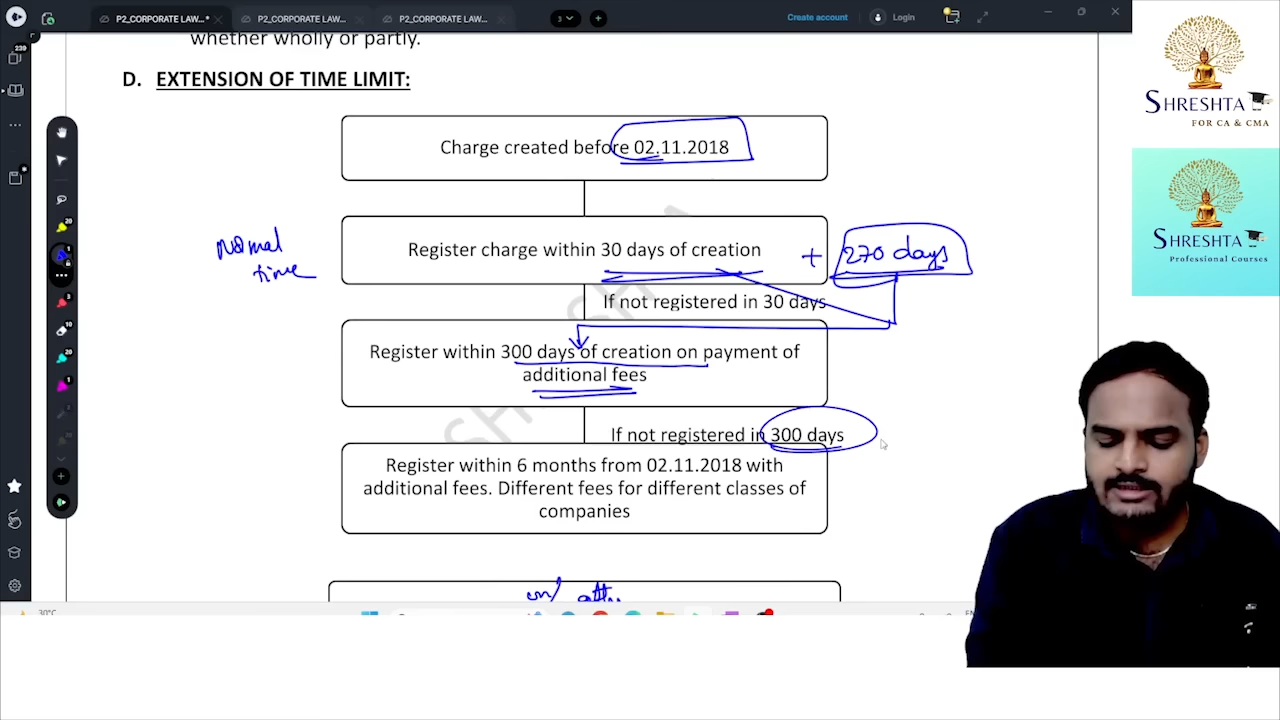 P2_CORPORATE LAW...*
P2_CORPORATE LAW...
P2_CORPORATE LAW...
3
Create account
Login
239
whether wholly or partly.
D. EXTENSION OF TIME LIMIT:
Charge created before 02.11.2018
Normal time
Register charge within 30 days of creation
+ 270 days
If not registered in 30 days
Register within 300 days of creation on payment of
additional fees
If not registered in 300 days
Register within 6 months from 02.11.2018 with
additional fees. Different fees for different classes of
companies
30°C
SHRESHTA
FOR CA & CMA
SHRESHTA
Professional Courses